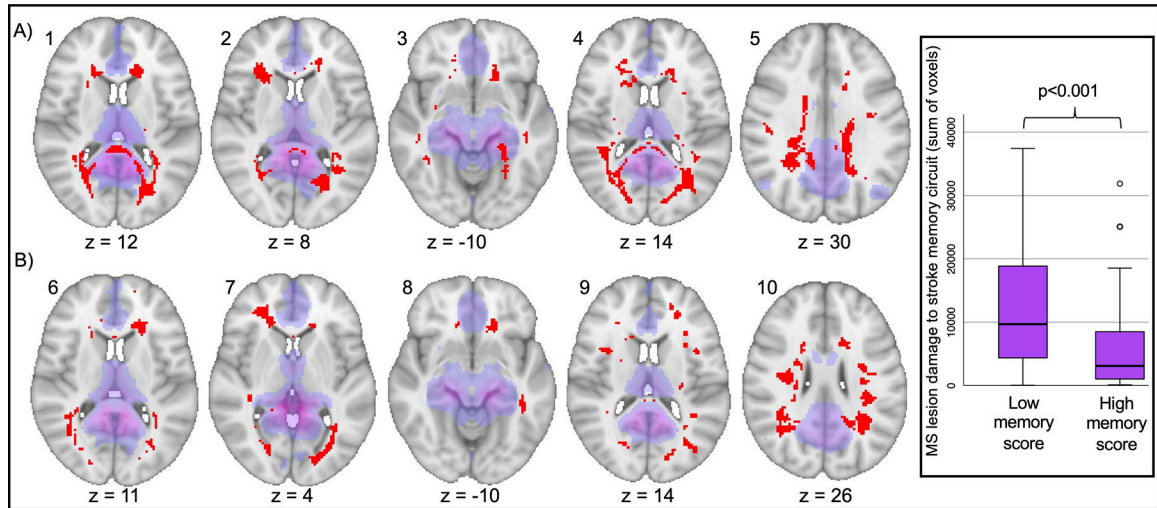 A)
1
2
3
4
5
z = 12
z = 8
z = -10
z = 14
z = 30
B)
6
7
8
9
10
z = 11
z = 4
z = -10
z = 14
z = 26
p<0.001
MS lesion damage to stroke memory circuit (sum of voxels)
40000
30000
20000
10000
0
Low
memory
score
High
memory
score